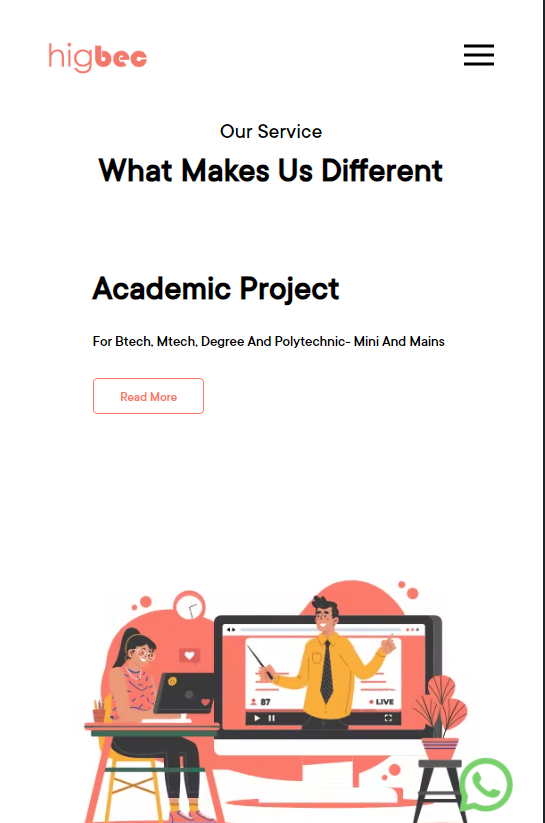 higbec
Our Service
What Makes Us Different
Academic Project
For Btech, Mtech, Degree And Polytechnic- Mini And Mains
Read More
87
LIVE